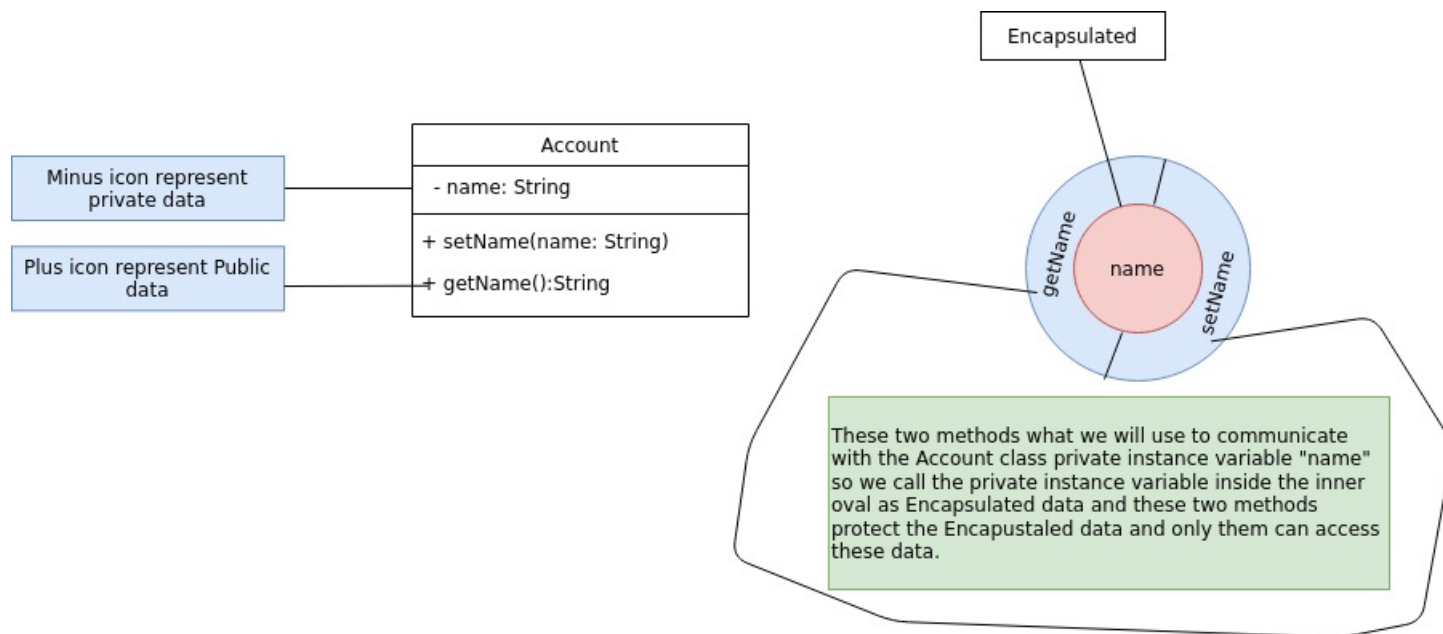 Encapsulated
Minus icon represent
private data
Plus icon represent Public
data
Account
- name: String
+ setName(name: String)
+ getName():String
getName
name
setName
These two methods what we will use to communicate
with the Account class private instance variable "name"
so we call the private instance variable inside the inner
oval as Encapsulated data and these two methods
protect the Encapustaled data and only them can access
these data.